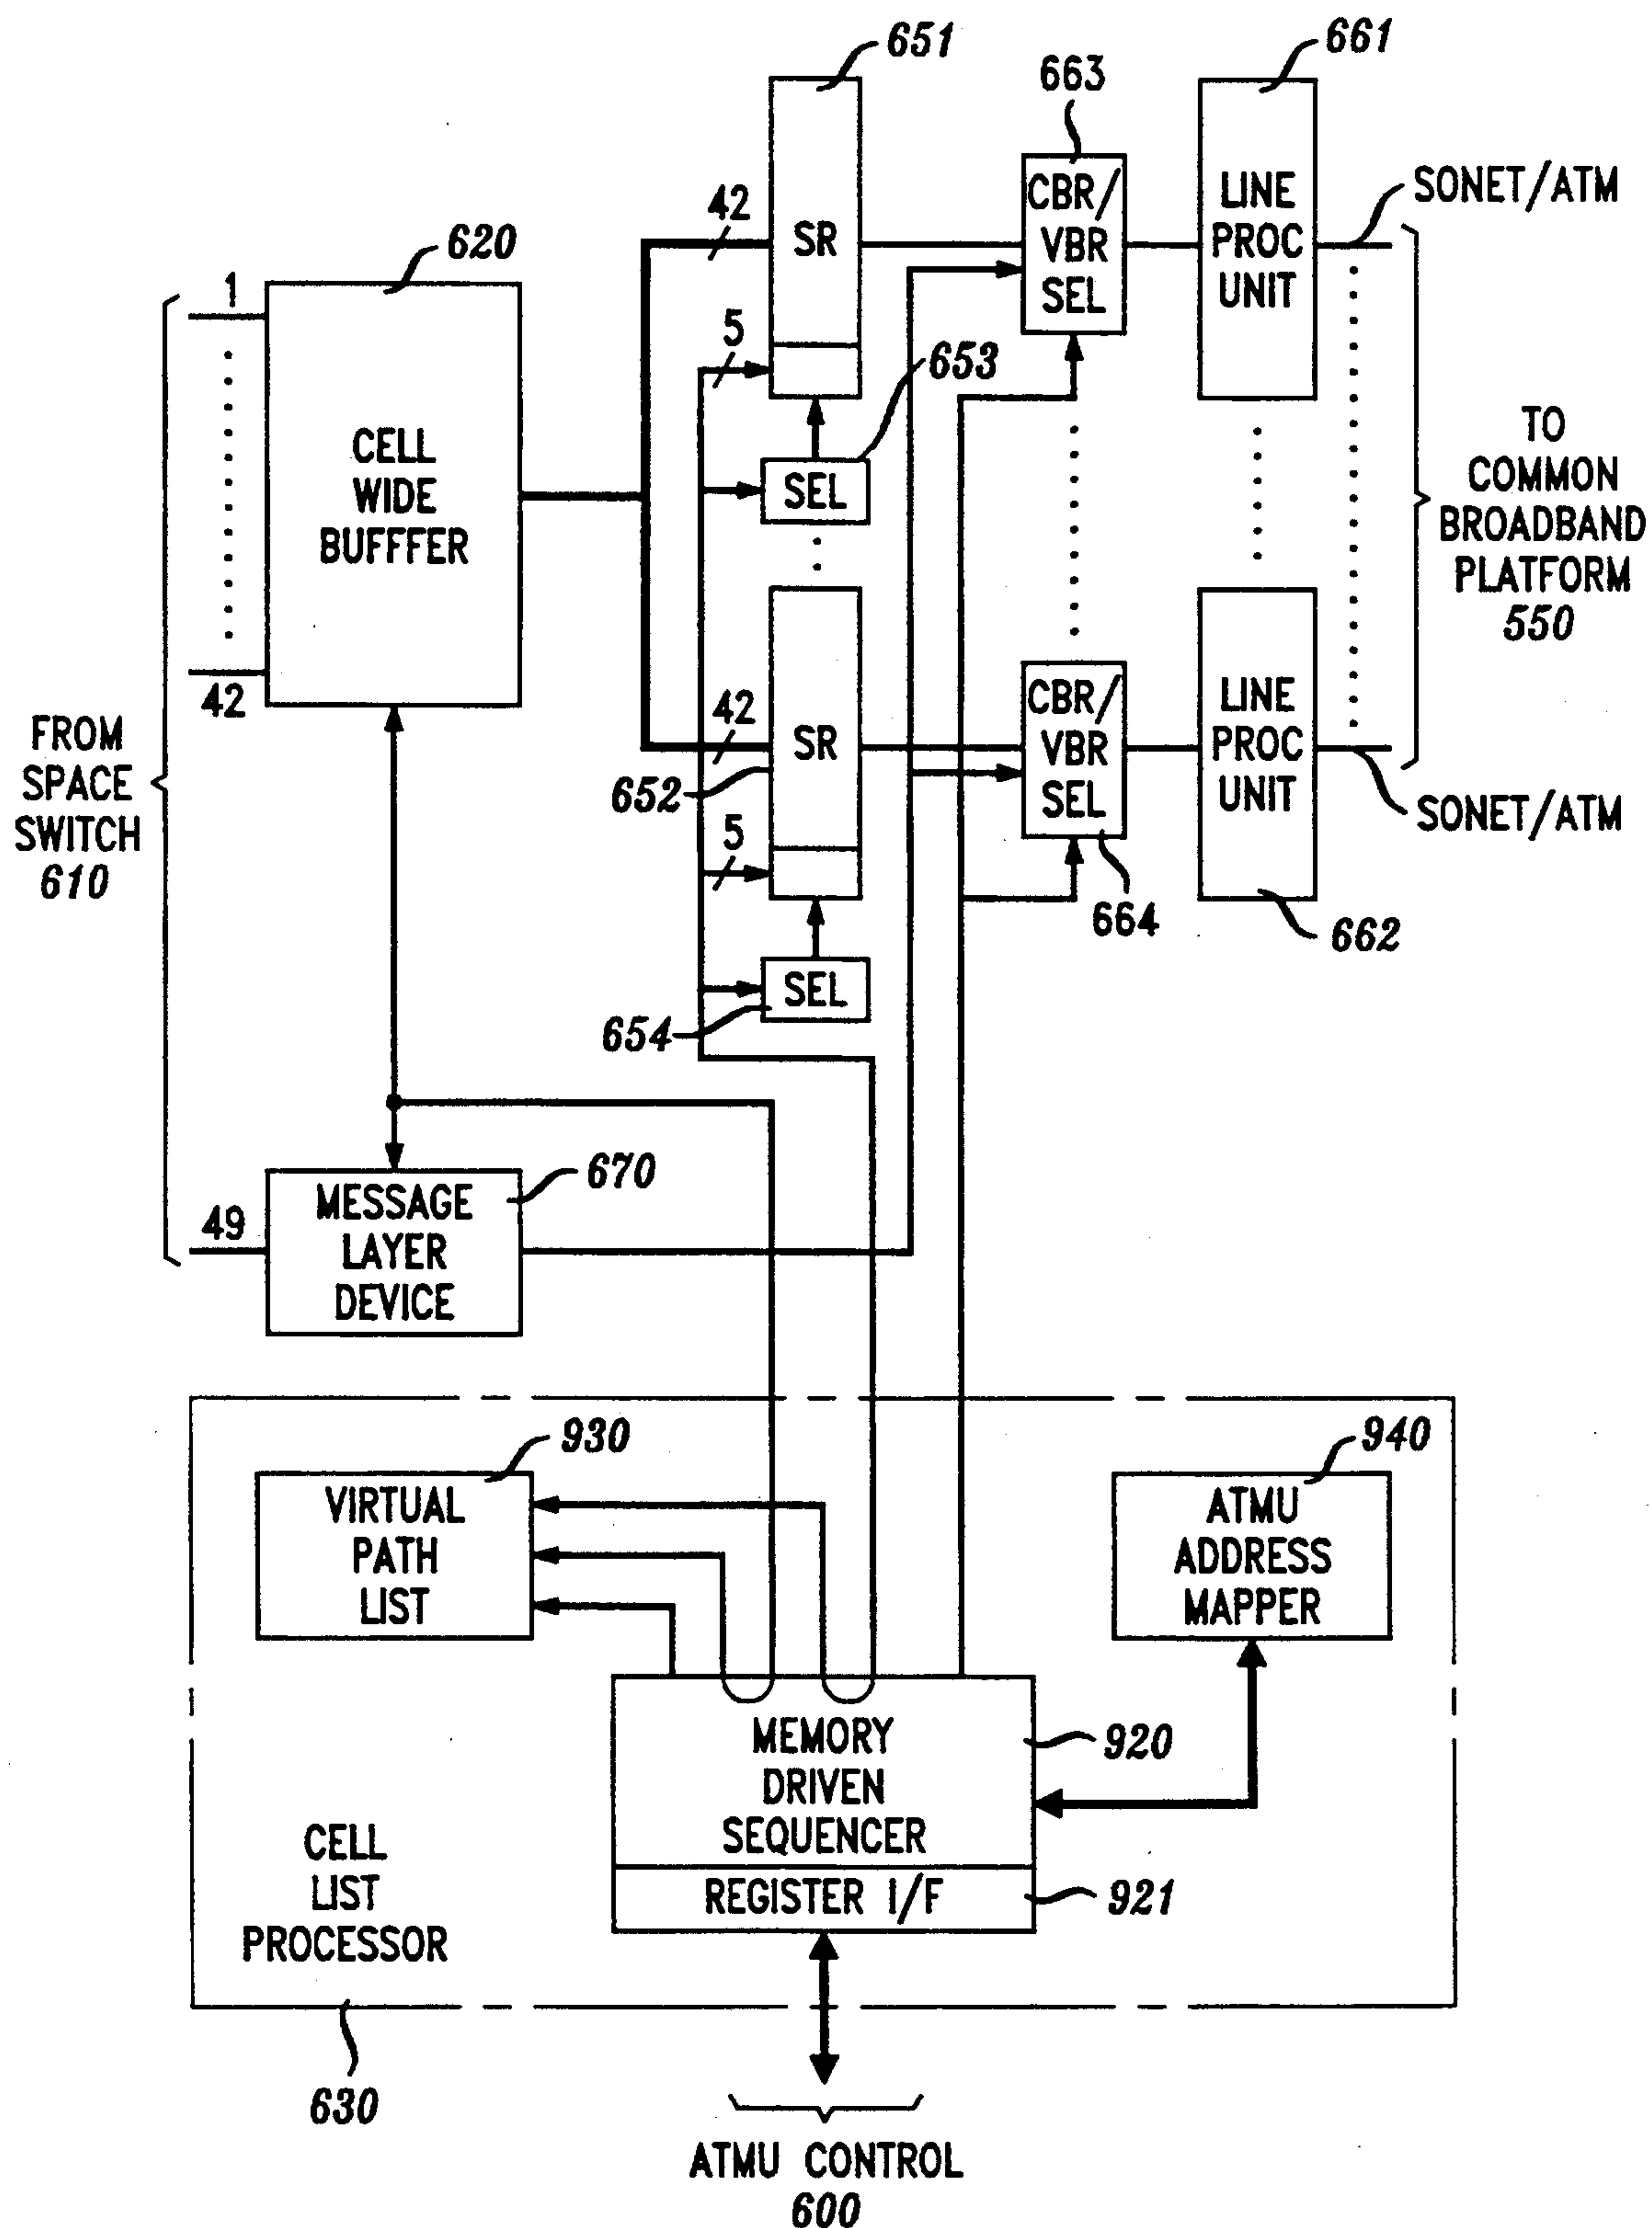 651
661
663
42
SR
CBR/
VBR
SEL
LINE
PROC
UNIT
SONET/ATM
620
1
CELL
WIDE
BUFFFER
42
5
653
SEL
TO
COMMON
BROADBAND
PLATFORM
550
FROM
SPACE
SWITCH
610
42
SR
652
5
CBR/
VBR
SEL
664
LINE
PROC
UNIT
662
SONET/ATM
SEL
654
49
MESSAGE
LAYER
DEVICE
670
VIRTUAL
PATH
LIST
930
ATMU
ADDRESS
MAPPER
940
MEMORY
DRIVEN
SEQUENCER
920
REGISTER I/F
921
CELL
LIST
PROCESSOR
630
ATMU CONTROL
600